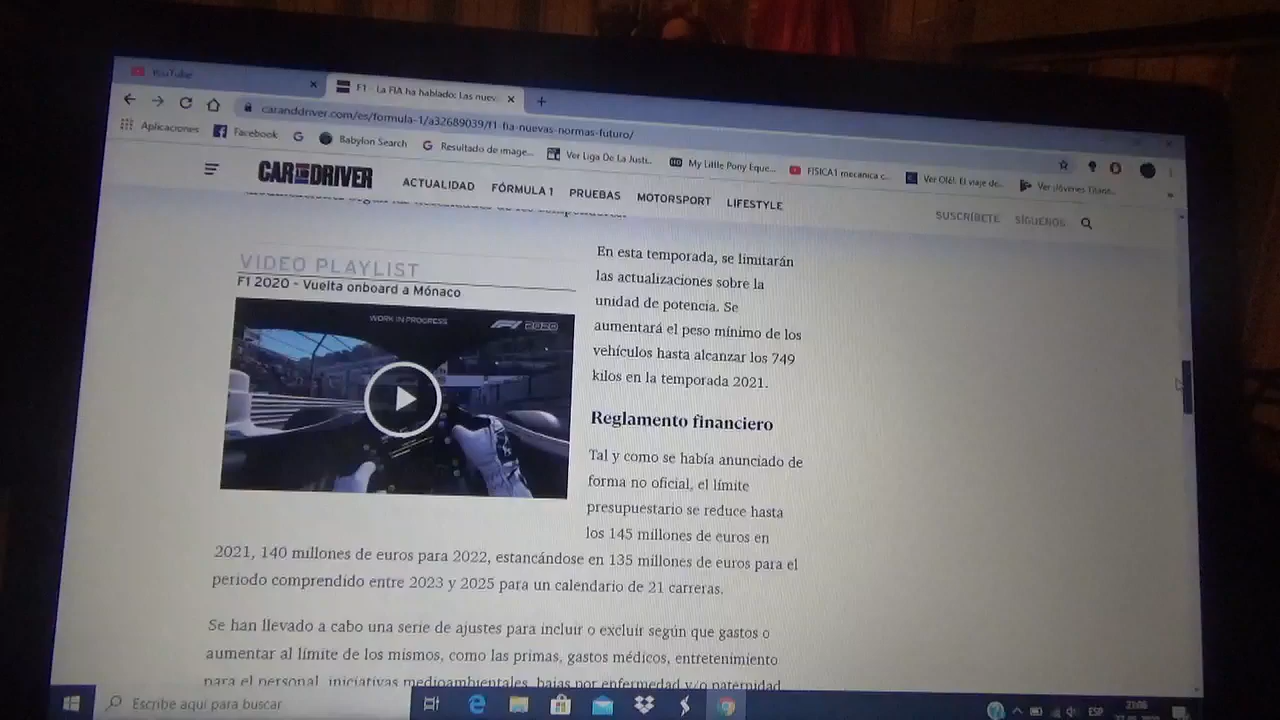 YouTube
F1 - La FIA ha hablado: Las nuev
caranddriver.com/es/formula-1/a32689039/f1-fia-nuevas-normas-futuro/
Aplicaciones
Facebook
Babylon Search
Resultado de image...
Ver Liga De La Justi...
My Little Pony Eque...
FISICA1 mecanica c...
Ver Olé!: El viaje de...
Ver ¡Jóvenes Titane...
CAR AND DRIVER
ACTUALIDAD FÓRMULA 1 PRUEBAS MOTORSPORT LIFESTYLE
SUSCRÍBETE SÍGUENOS
VIDEO PLAYLIST
F1 2020 - Vuelta onboard a Mónaco
WORK IN PROGRESS
F1 2020
En esta temporada, se limitarán
las actualizaciones sobre la
unidad de potencia. Se
aumentará el peso mínimo de los
vehículos hasta alcanzar los 749
kilos en la temporada 2021.
Reglamento financiero
Tal y como se había anunciado de
forma no oficial, el límite
presupuestario se reduce hasta
los 145 millones de euros en
2021, 140 millones de euros para 2022, estancándose en 135 millones de euros para el
periodo comprendido entre 2023 y 2025 para un calendario de 21 carreras.
Se han llevado a cabo una serie de ajustes para incluir o excluir según que gastos o
aumentar al límite de los mismos, como las primas, gastos médicos, entretenimiento
para el personal, iniciativas medioambientales, bajas por enfermedad y/o paternidad
Escribe aquí para buscar
ESP
21:06